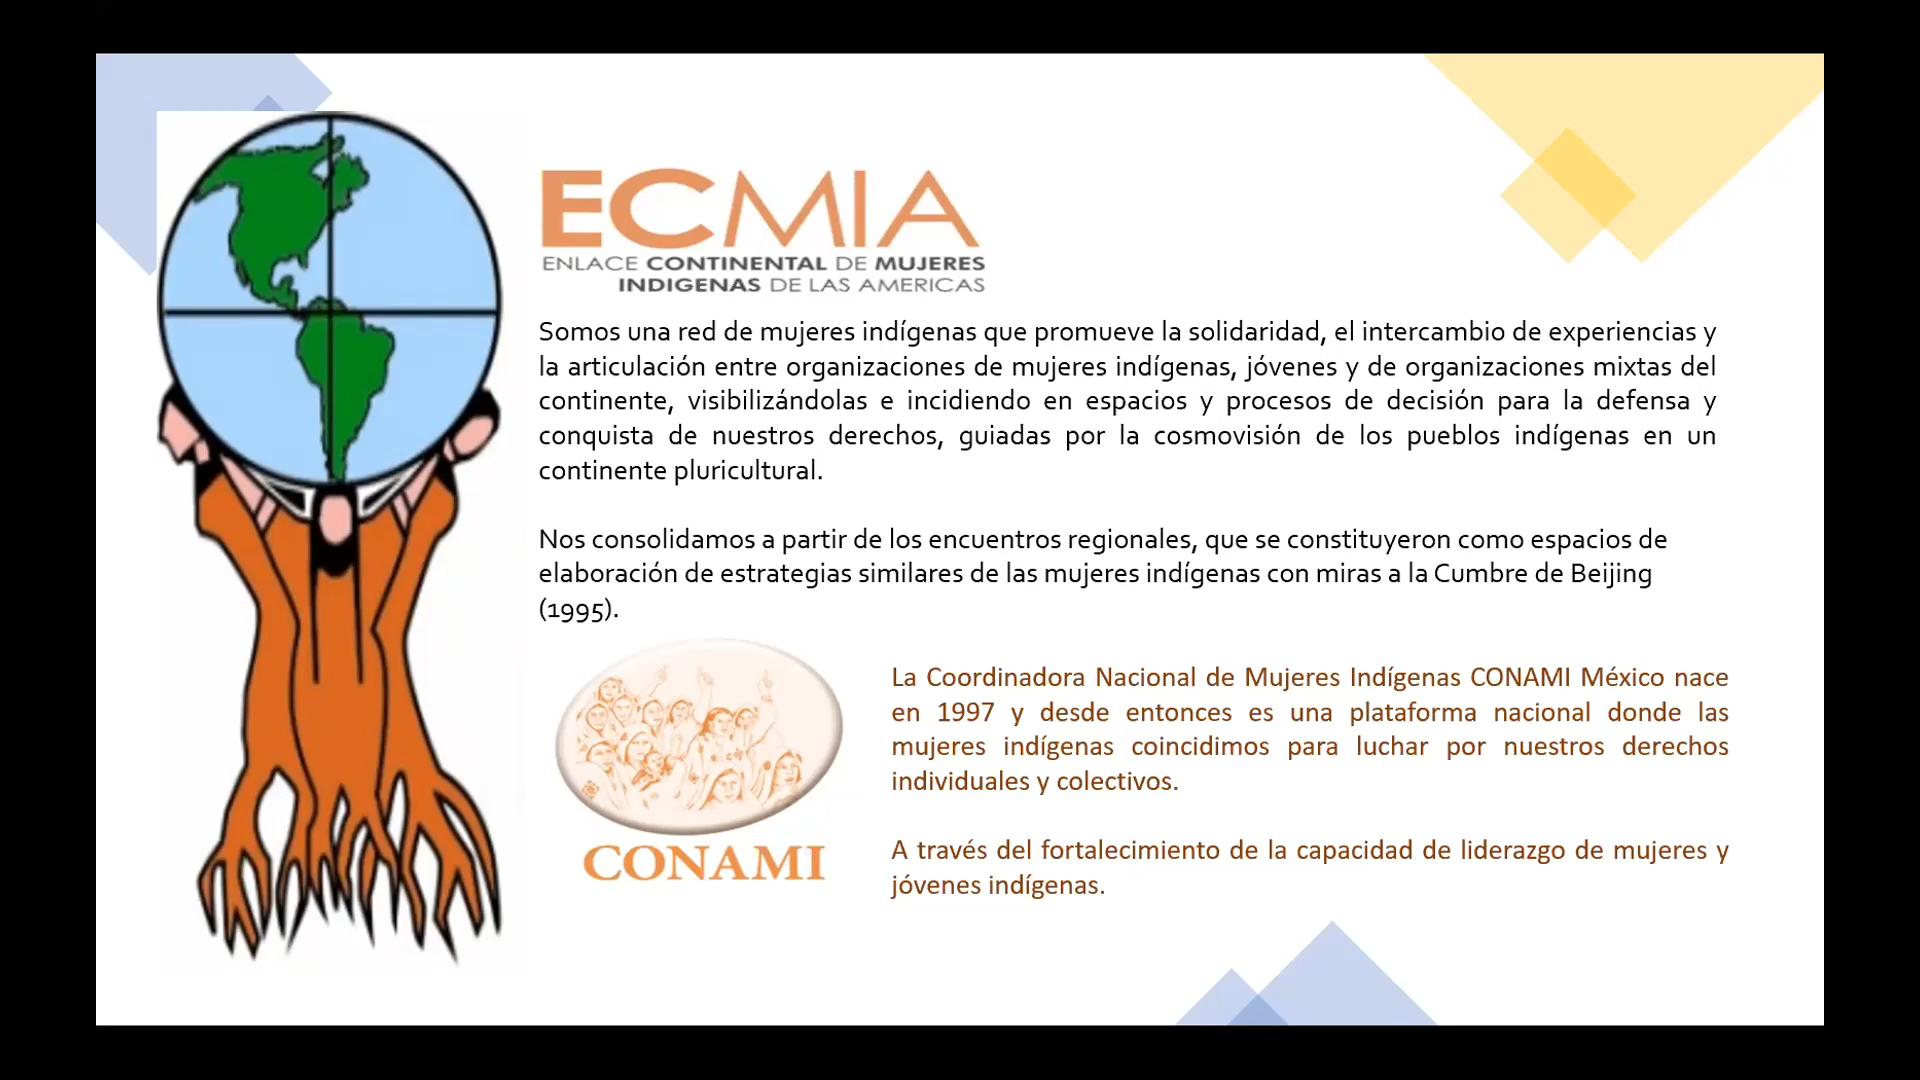 ECMIA
ENLACE CONTINENTAL DE MUJERES
INDIGENAS DE LAS AMERICAS
Somos una red de mujeres indígenas que promueve la solidaridad, el intercambio de experiencias y
la articulación entre organizaciones de mujeres indígenas, jóvenes y de organizaciones mixtas del
continente, visibilizándolas e incidiendo en espacios y procesos de decisión para la defensa y
conquista de nuestros derechos, guiadas por la cosmovisión de los pueblos indígenas en un
continente pluricultural.
Nos consolidamos a partir de los encuentros regionales, que se constituyeron como espacios de
elaboración de estrategias similares de las mujeres indígenas con miras a la Cumbre de Beijing
(1995).
CONAMI
La Coordinadora Nacional de Mujeres Indígenas CONAMI México nace
en 1997 y desde entonces es una plataforma nacional donde las
mujeres indígenas coincidimos para luchar por nuestros derechos
individuales y colectivos.
A través del fortalecimiento de la capacidad de liderazgo de mujeres y
jóvenes indígenas.